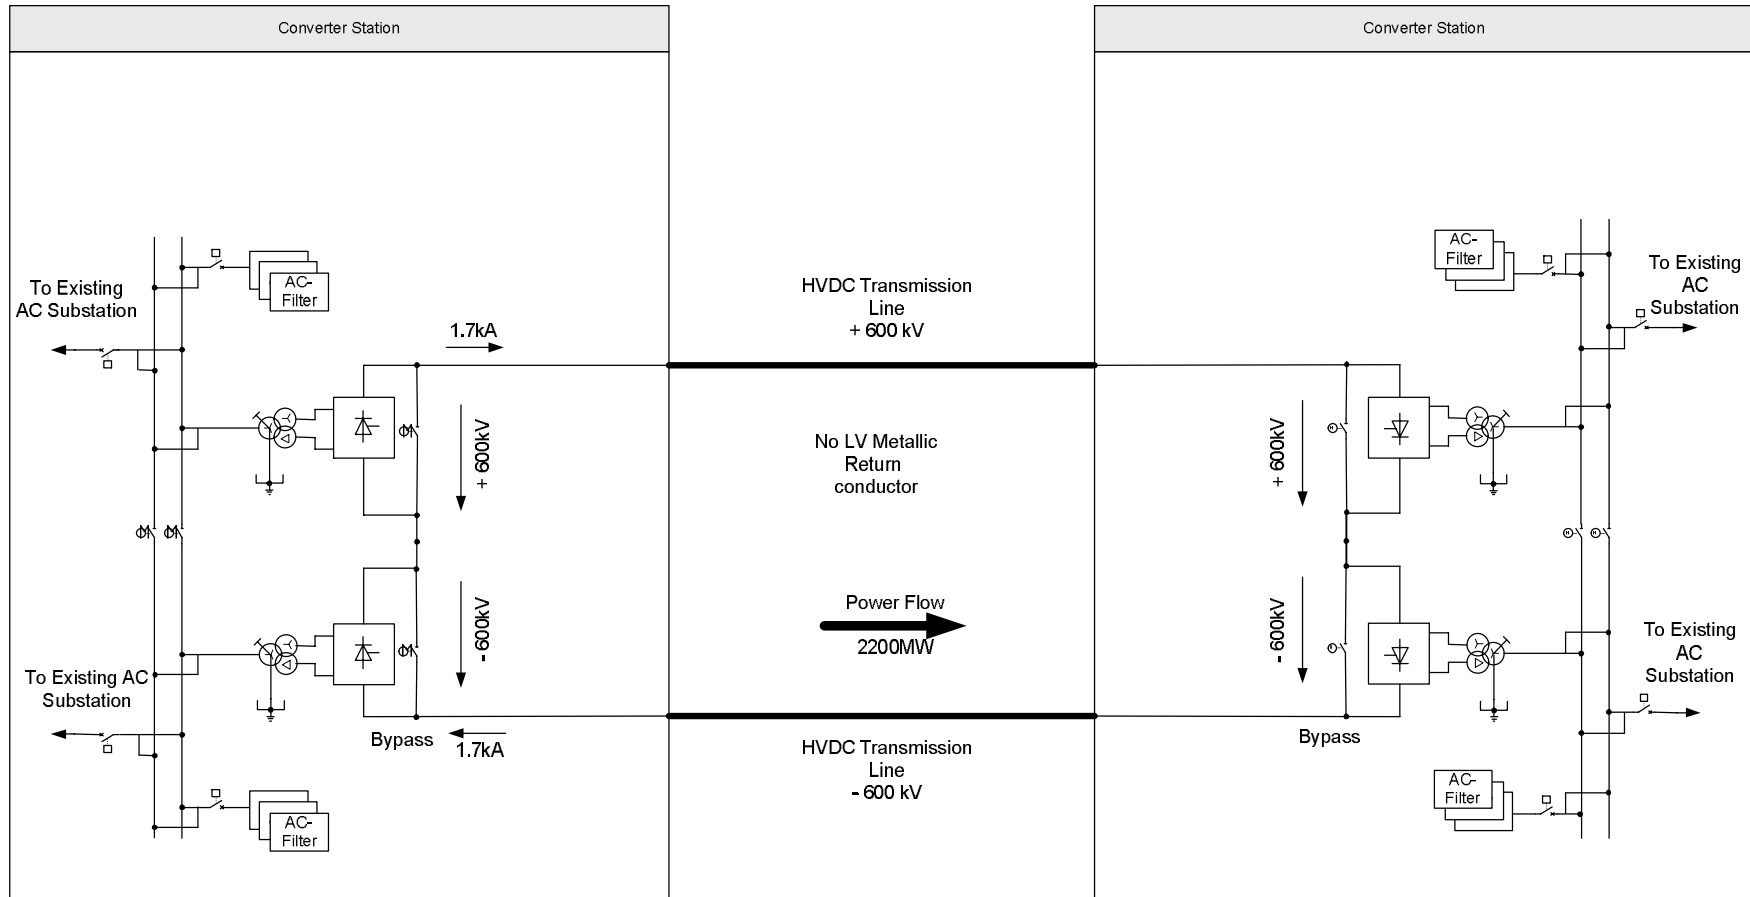 Converter Station
Converter Station
AC-
Filter
To Existing
AC Substation
HVDC Transmission
Line
+ 600 kV
AC-
Filter
To Existing
AC
Substation
1.7kA
+ 600kV
M
No LV Metallic
Return
conductor
+ 600kV
M
M
M
- 600kV
M
Power Flow
2200MW
- 600kV
To Existing AC
Substation
Bypass
1.7kA
HVDC Transmission
Line
- 600 kV
Bypass
To Existing
AC
Substation
AC-
Filter
AC-
Filter